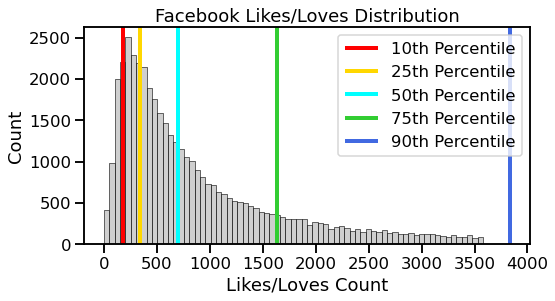 Facebook Likes/Loves Distribution
10th Percentile
25th Percentile
50th Percentile
75th Percentile
90th Percentile
2500
2000
1500
1000
500
0
Count
0 500 1000 1500 2000 2500 3000 3500 4000
Likes/Loves Count